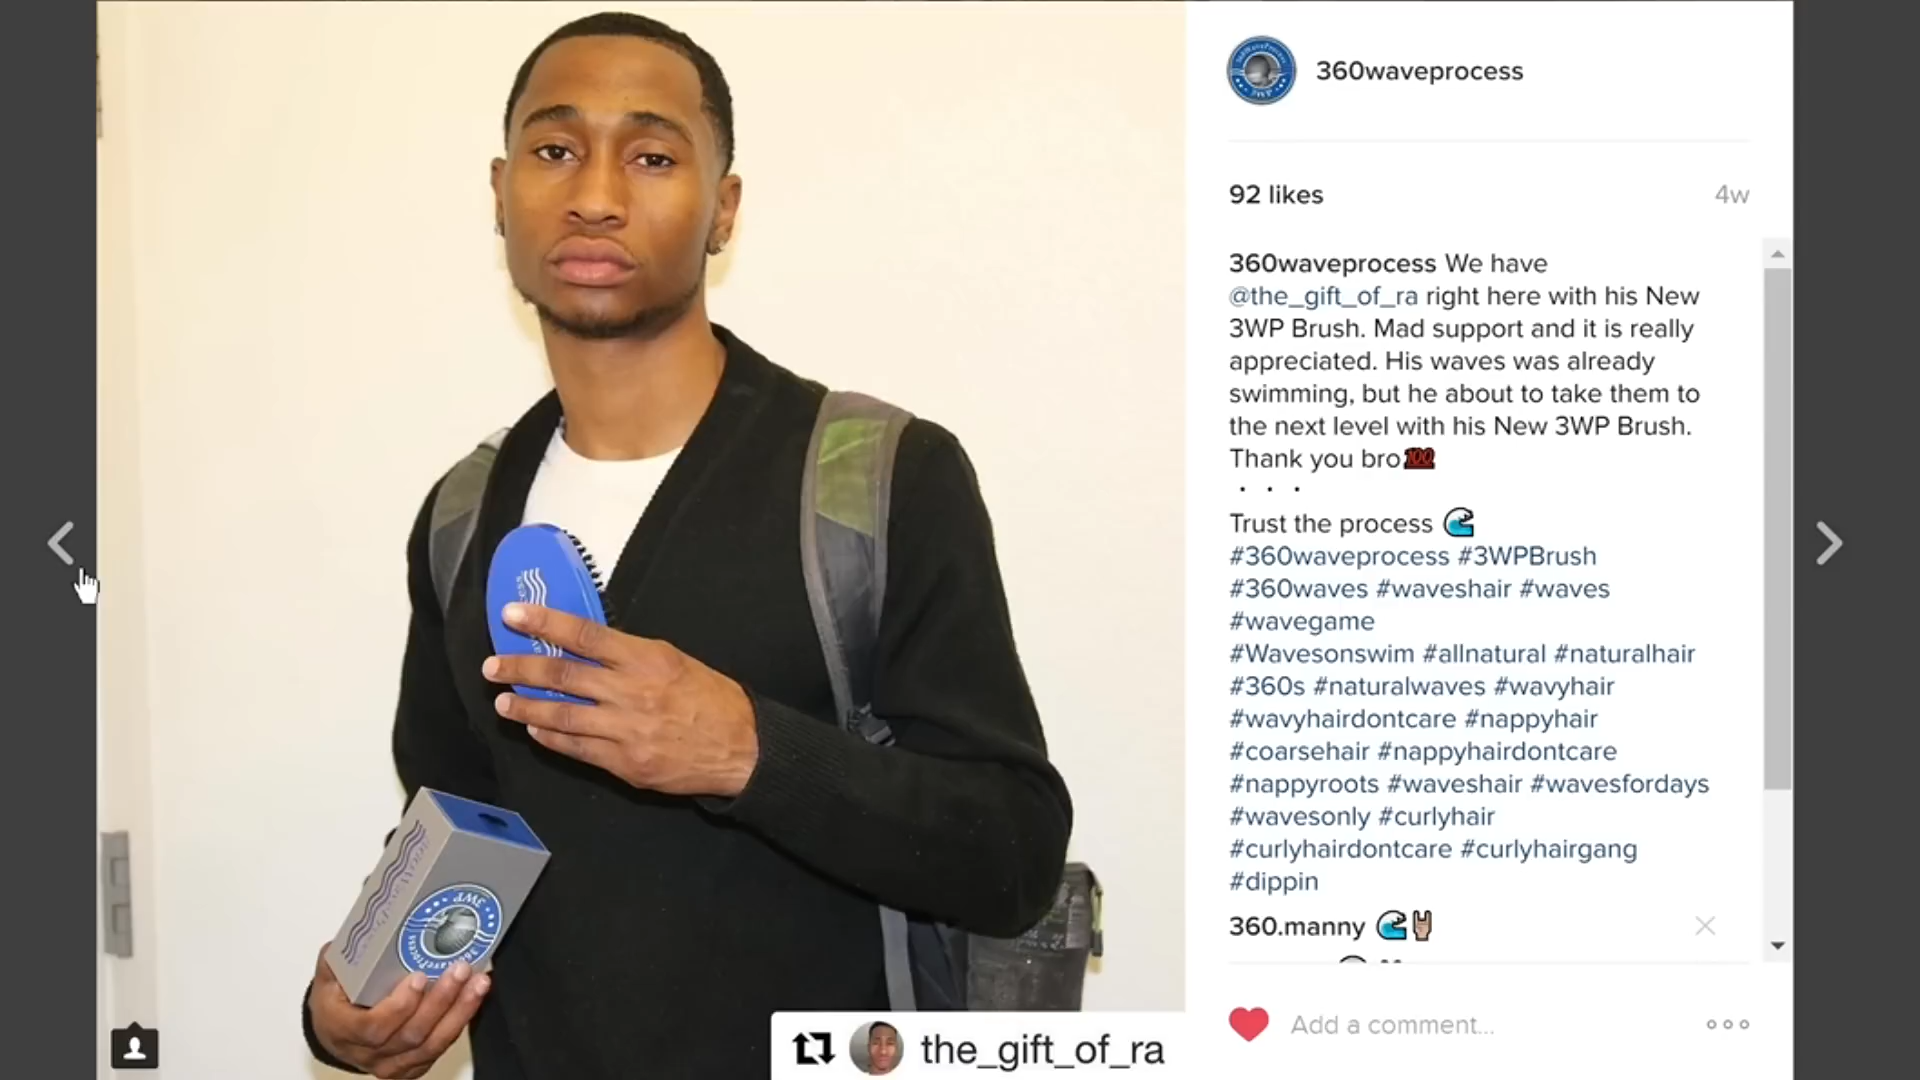 360waveprocess
92 likes
4w
360waveprocess We have
@the_gift_of_ra right here with his New
3WP Brush. Mad support and it is really
appreciated. His waves was already
swimming, but he about to take them to
the next level with his New 3WP Brush.
Thank you bro💯
. . .
Trust the process 🌊
#360waveprocess #3WPBrush
#360waves #waveshair #waves
#wavegame
#Wavesonswim #allnatural #naturalhair
#360s #naturalwaves #wavyhair
#wavyhairdontcare #nappyhair
#coarsehair #nappyhairdontcare
#nappyroots #waveshair #wavesfordays
#wavesonly #curlyhair
#curlyhairdontcare #curlyhairgang
#dippin
360.manny 🌊🤘🏼
Add a comment...
the_gift_of_ra
3WP
360WaveProcess
360WaveProcess